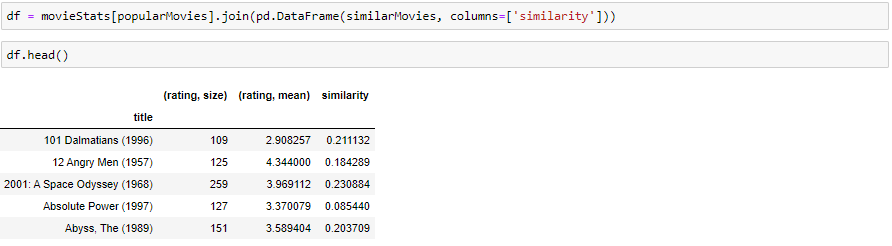 df = movieStats[popularMovies].join(pd.DataFrame(similarMovies, columns=['similarity']))
df.head()
(rating, size) (rating, mean) similarity
title
101 Dalmatians (1996) 109 2.908257 0.211132
12 Angry Men (1957) 125 4.344000 0.184289
2001: A Space Odyssey (1968) 259 3.969112 0.230884
Absolute Power (1997) 127 3.370079 0.085440
Abyss, The (1989) 151 3.589404 0.203709